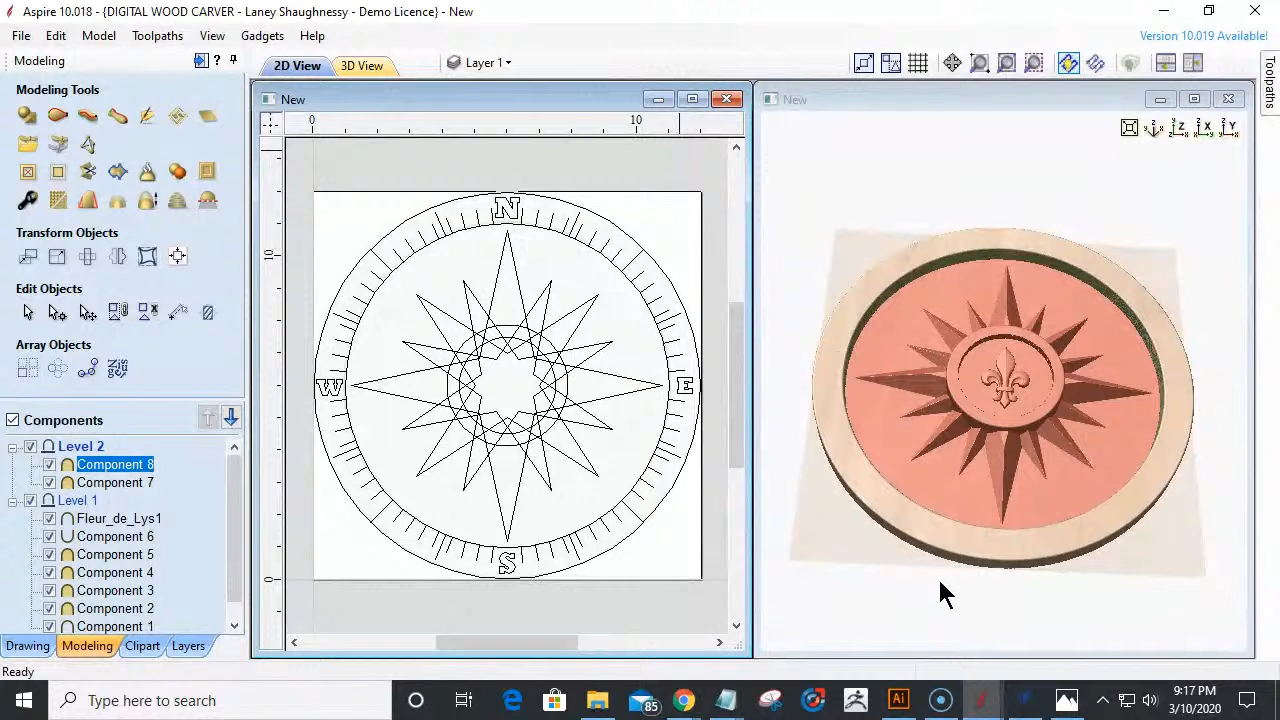 Aspire 10.018 - {DIGITAL WOOD CARVER - Laney Shaughnessy - Demo Licence} - New
File Edit Model Toolpaths View Gadgets Help
Version 10.019 Available!
Modeling
2D View 3D View
Layer 1
Toolpaths
Modeling Tools
Transform Objects
Edit Objects
Array Objects
Components
Level 2
Component 8
Component 7
Level 1
Fleur_de_Lys1
Component 6
Component 5
Component 4
Component 3
Component 2
Component 1
Drawing Modeling Clipart Layers
Ready
New
0 10
10
0
N
W
E
S
New
Z X Y
Type here to search
85
Ai
9:17 PM
3/10/2020